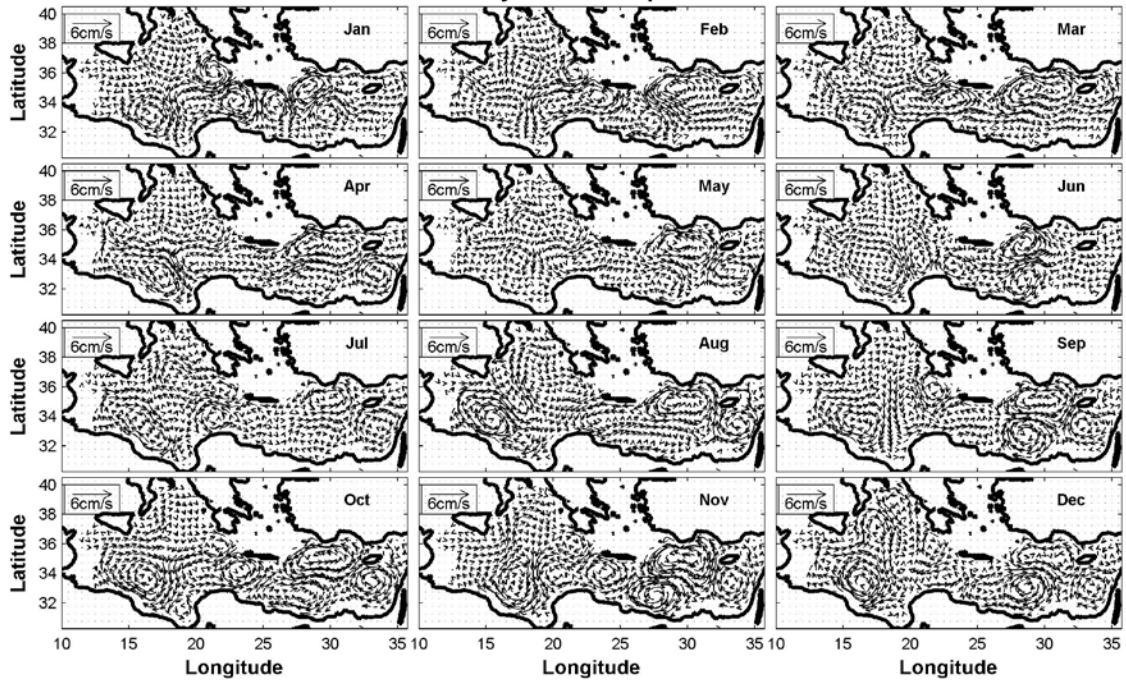 40 6cm/s Jan 6cm/s Feb 6cm/s Mar
38
Latitude 36
34
32
40 6cm/s Apr 6cm/s May 6cm/s Jun
38
Latitude 36
34
32
40 6cm/s Jul 6cm/s Aug 6cm/s Sep
38
Latitude 36
34
32
40 6cm/s Oct 6cm/s Nov 6cm/s Dec
38
Latitude 36
34
32
10 15 20 25 30 35 10 15 20 25 30 35 10 15 20 25 30 35
Longitude Longitude Longitude